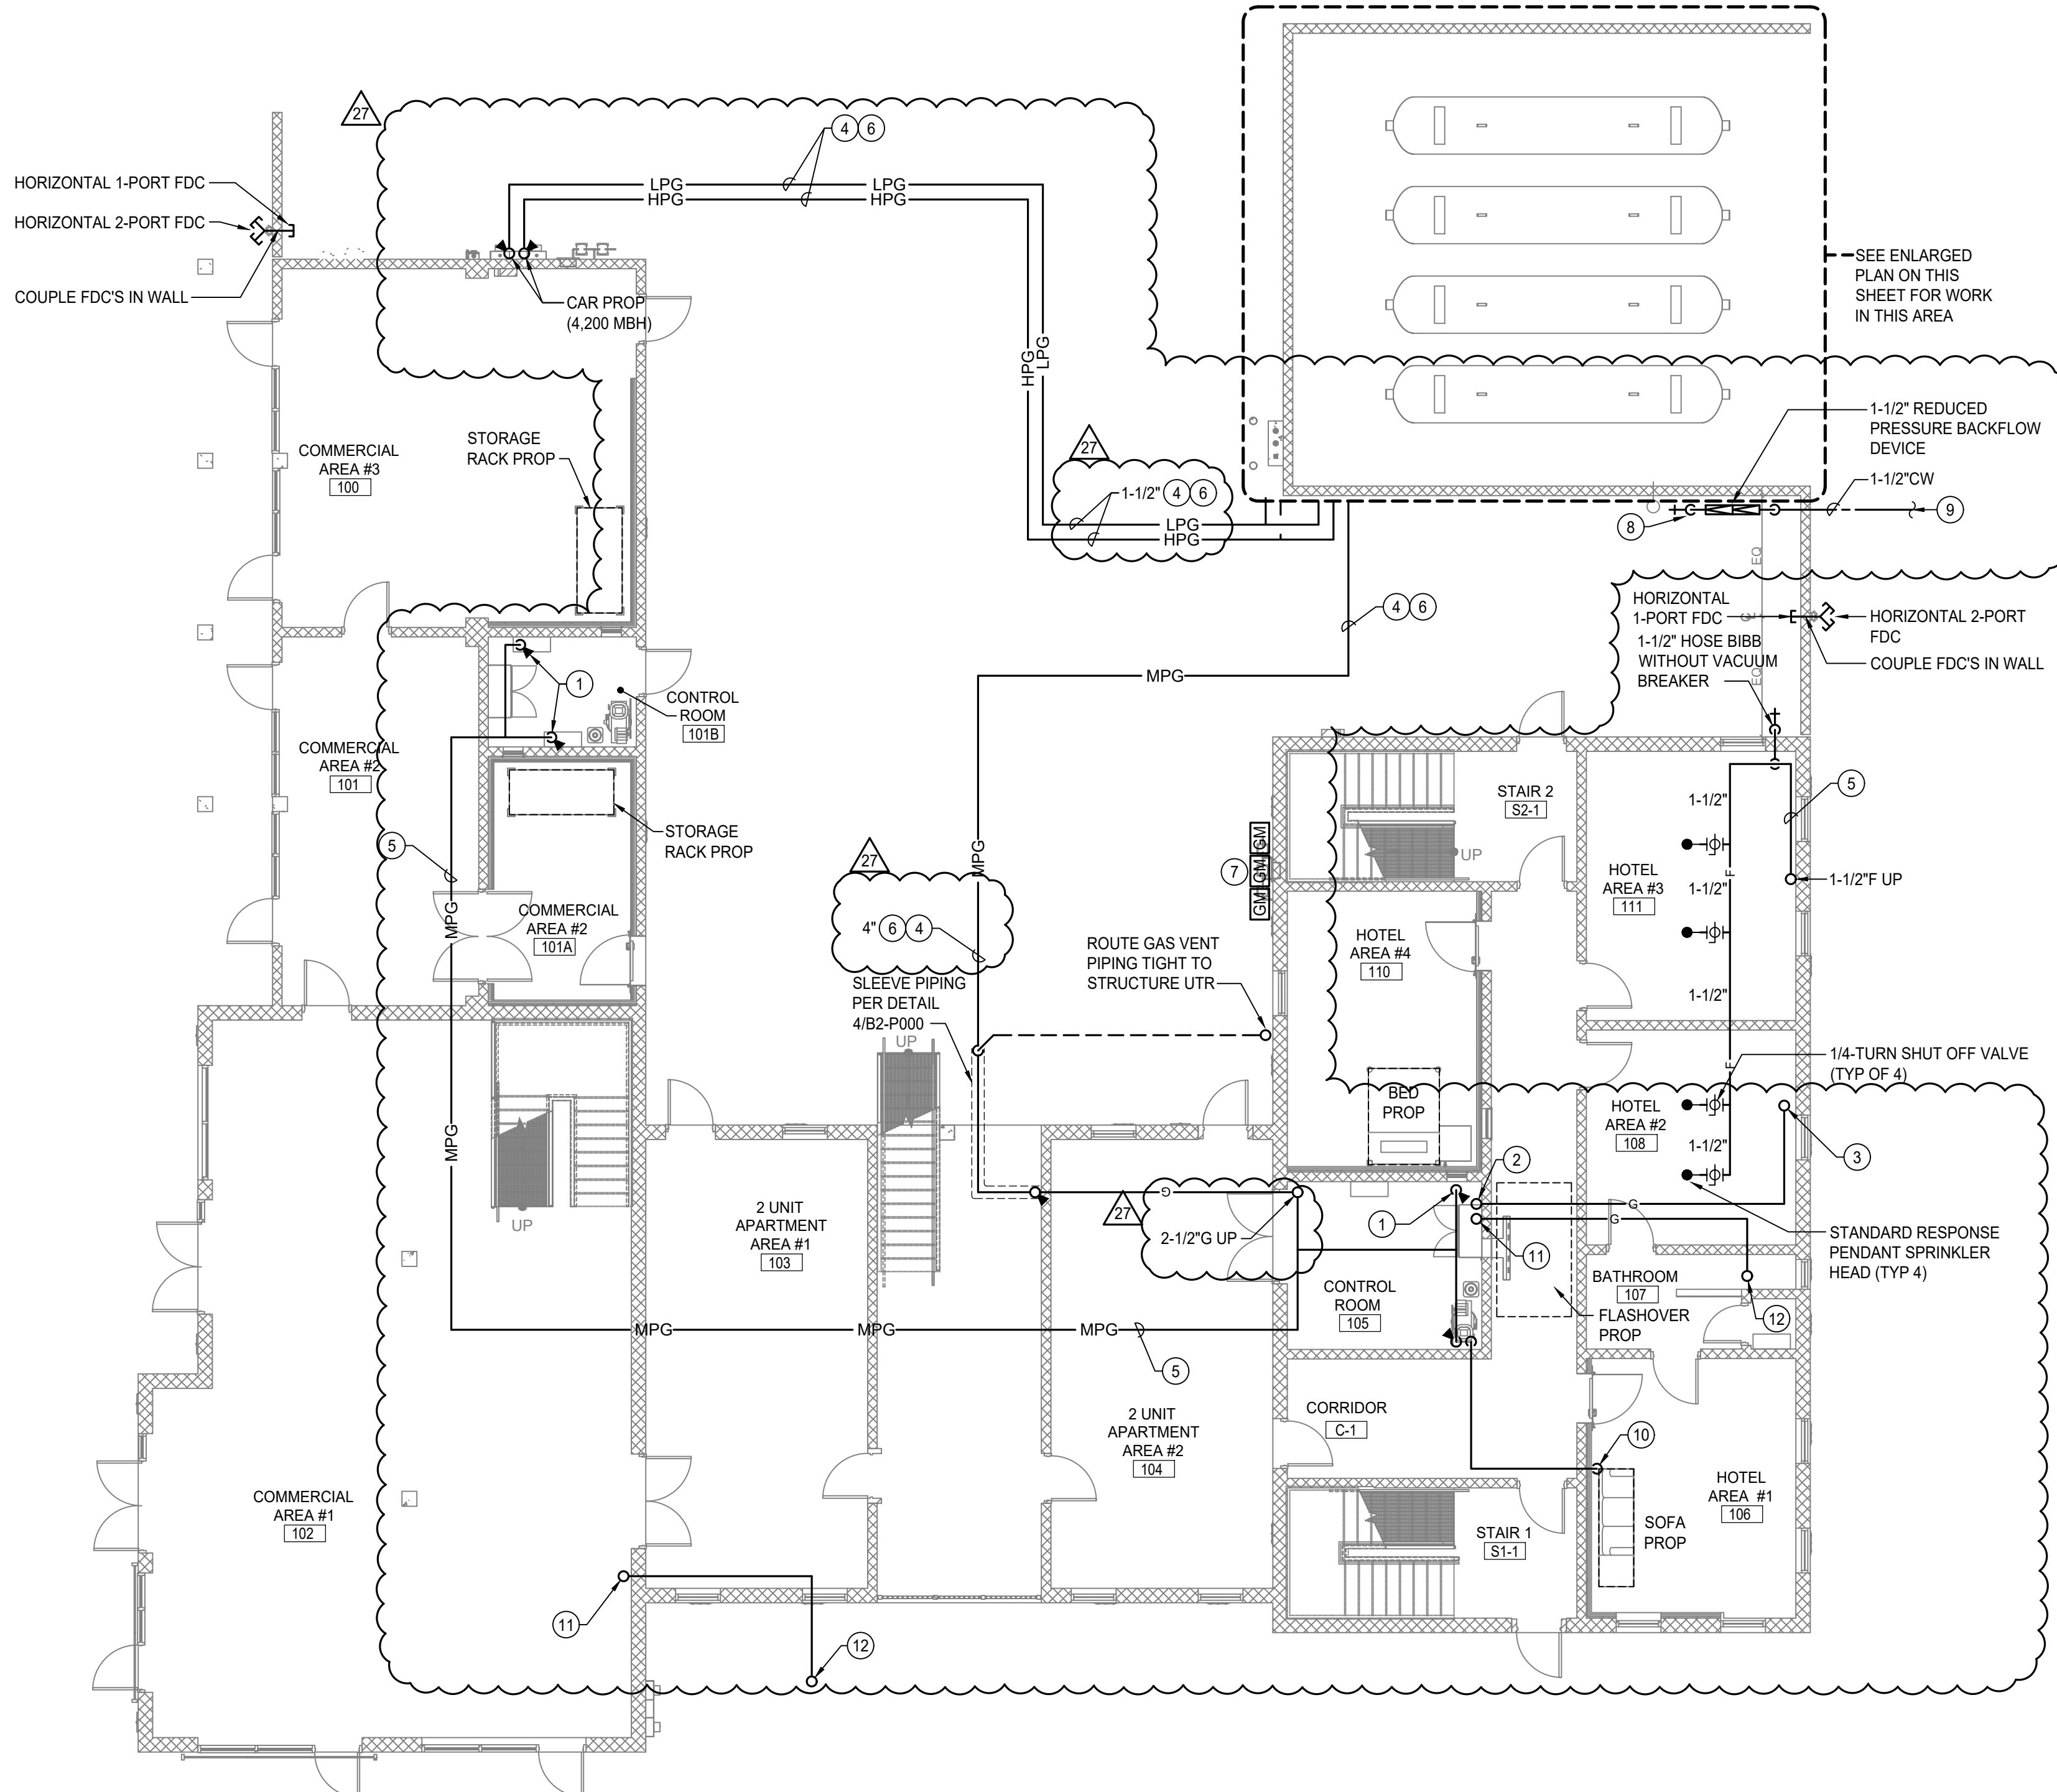 27
4 6
HORIZONTAL 1-PORT FDC
HORIZONTAL 2-PORT FDC
COUPLE FDC'S IN WALL
LPG LPG
HPG HPG
CAR PROP
(4,200 MBH)
HPG
LPG
SEE ENLARGED
PLAN ON THIS
SHEET FOR WORK
IN THIS AREA
COMMERCIAL
AREA #3
100
STORAGE
RACK PROP
27
1-1/2" 4 6
LPG
HPG
1-1/2" REDUCED
PRESSURE BACKFLOW
DEVICE
1-1/2"CW
8
9
EQ
G
EQ
4 6
MPG
HORIZONTAL
1-PORT FDC
1-1/2" HOSE BIBB
WITHOUT VACUUM
BREAKER
HORIZONTAL 2-PORT
FDC
COUPLE FDC'S IN WALL
1
CONTROL
ROOM
101B
COMMERCIAL
AREA #2
101
5
STORAGE
RACK PROP
MPG
COMMERCIAL
AREA #2
101A
MPG
27
4" 6 4
MPG
SLEEVE PIPING
PER DETAIL
4/B2-P000
UP
ROUTE GAS VENT
PIPING TIGHT TO
STRUCTURE UTR
7
GM
GM
GM
STAIR 2
S2-1
UP
HOTEL
AREA #4
110
BED
PROP
1-1/2"
1-1/2"
1-1/2"
1-1/2"
F
F
5
1-1/2"F UP
HOTEL
AREA #3
111
1/4-TURN SHUT OFF VALVE
(TYP OF 4)
HOTEL
AREA #2
108
3
STANDARD RESPONSE
PENDANT SPRINKLER
HEAD (TYP 4)
UP
2 UNIT
APARTMENT
AREA #1
103
G
27
2-1/2"G UP
1
2
G
G
11
CONTROL
ROOM
105
BATHROOM
107
FLASHOVER
PROP
12
MPG MPG MPG
5
2 UNIT
APARTMENT
AREA #2
104
CORRIDOR
C-1
10
COMMERCIAL
AREA #1
102
STAIR 1
S1-1
SOFA
PROP
HOTEL
AREA #1
106
11
12